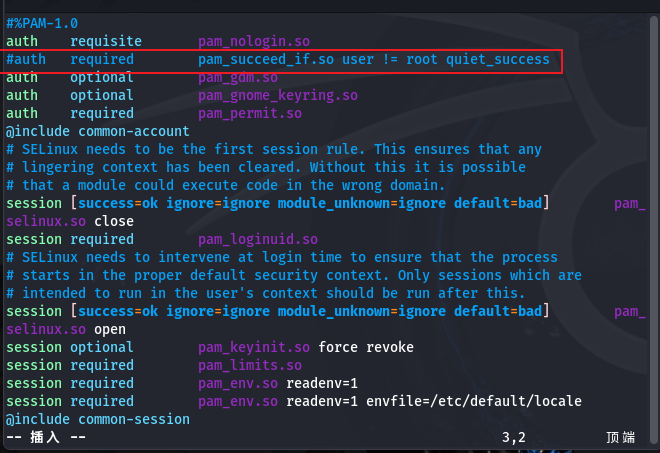 #%PAM-1.0
auth    requisite       pam_nologin.so
#auth   required        pam_succeed_if.so user != root quiet_success
auth    optional        pam_gdm.so
auth    optional        pam_gnome_keyring.so
auth    required        pam_permit.so
@include common-account
# SELinux needs to be the first session rule. This ensures that any
# lingering context has been cleared. Without this it is possible
# that a module could execute code in the wrong domain.
session [success=ok ignore=ignore module_unknown=ignore default=bad]        pam_
selinux.so close
session required        pam_loginuid.so
# SELinux needs to intervene at login time to ensure that the process
# starts in the proper default security context. Only sessions which are
# intended to run in the user's context should be run after this.
session [success=ok ignore=ignore module_unknown=ignore default=bad]        pam_
selinux.so open
session optional        pam_keyinit.so force revoke
session required        pam_limits.so
session required        pam_env.so readenv=1
session required        pam_env.so readenv=1 envfile=/etc/default/locale
@include common-session
-- 插入 --                                                    3,2          顶端